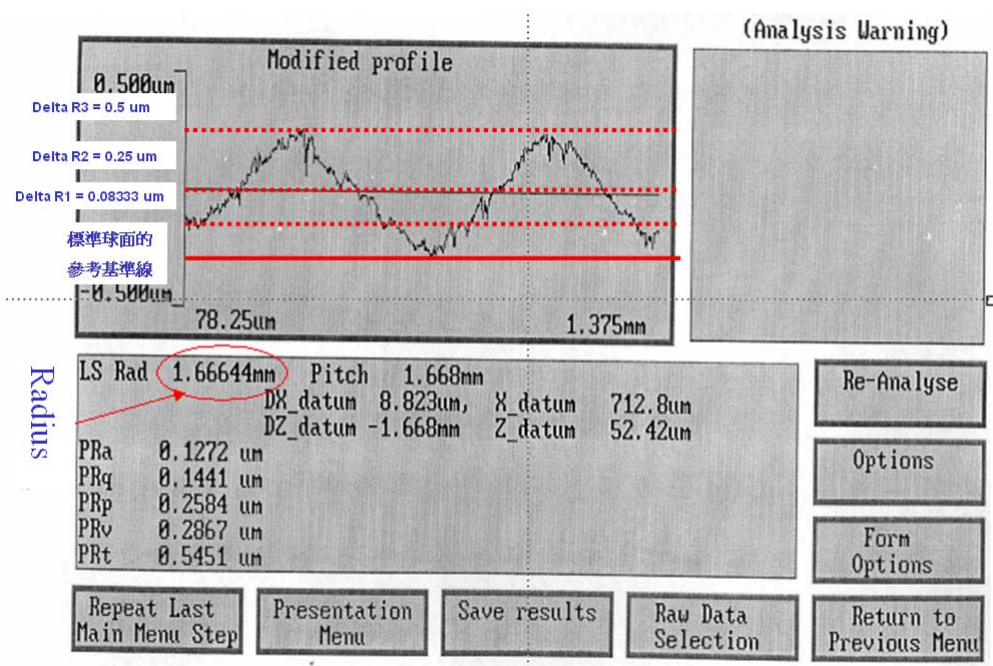 (Analysis Warning)
Modified profile
0.500um
Delta R3 = 0.5 um
Delta R2 = 0.25 um
Delta R1 = 0.08333 um
標準球面的
參考基準線
-0.500um
78.25um
1.375mm
Radius
LS Rad 1.66644mm Pitch 1.668mm
DX_datum 8.823um, X_datum 712.8um
DZ_datum -1.668mm Z_datum 52.42um
PRa 0.1272 um
PRq 0.1441 um
PRp 0.2584 um
PRv 0.2867 um
PRt 0.5451 um
Re-Analyse
Options
Form
Options
Repeat Last
Main Menu Step
Presentation
Menu
Save results
Raw Data
Selection
Return to
Previous Menu